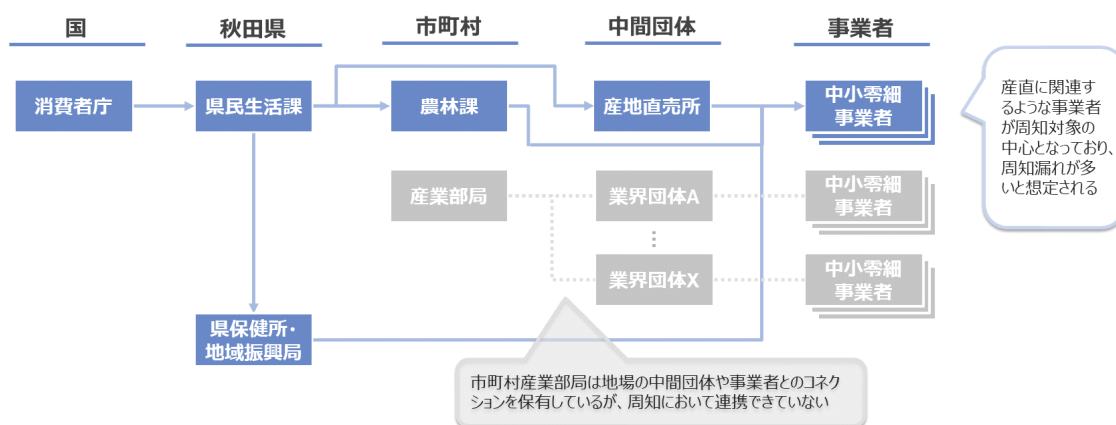 国
秋田県
市町村
中間団体
事業者
消費者庁
県民生活課
農林課
産地直売所
中小零細
事業者
産直に関連す
るような事業者
が周知対象の
中心となっており、
周知漏れが多
いと想定される
産業部局
業界団体A
中小零細
事業者
⋮
業界団体X
中小零細
事業者
県保健所・
地域振興局
市町村産業部局は地場の中間団体や事業者とのコネク
ションを保有しているが、周知において連携できていない